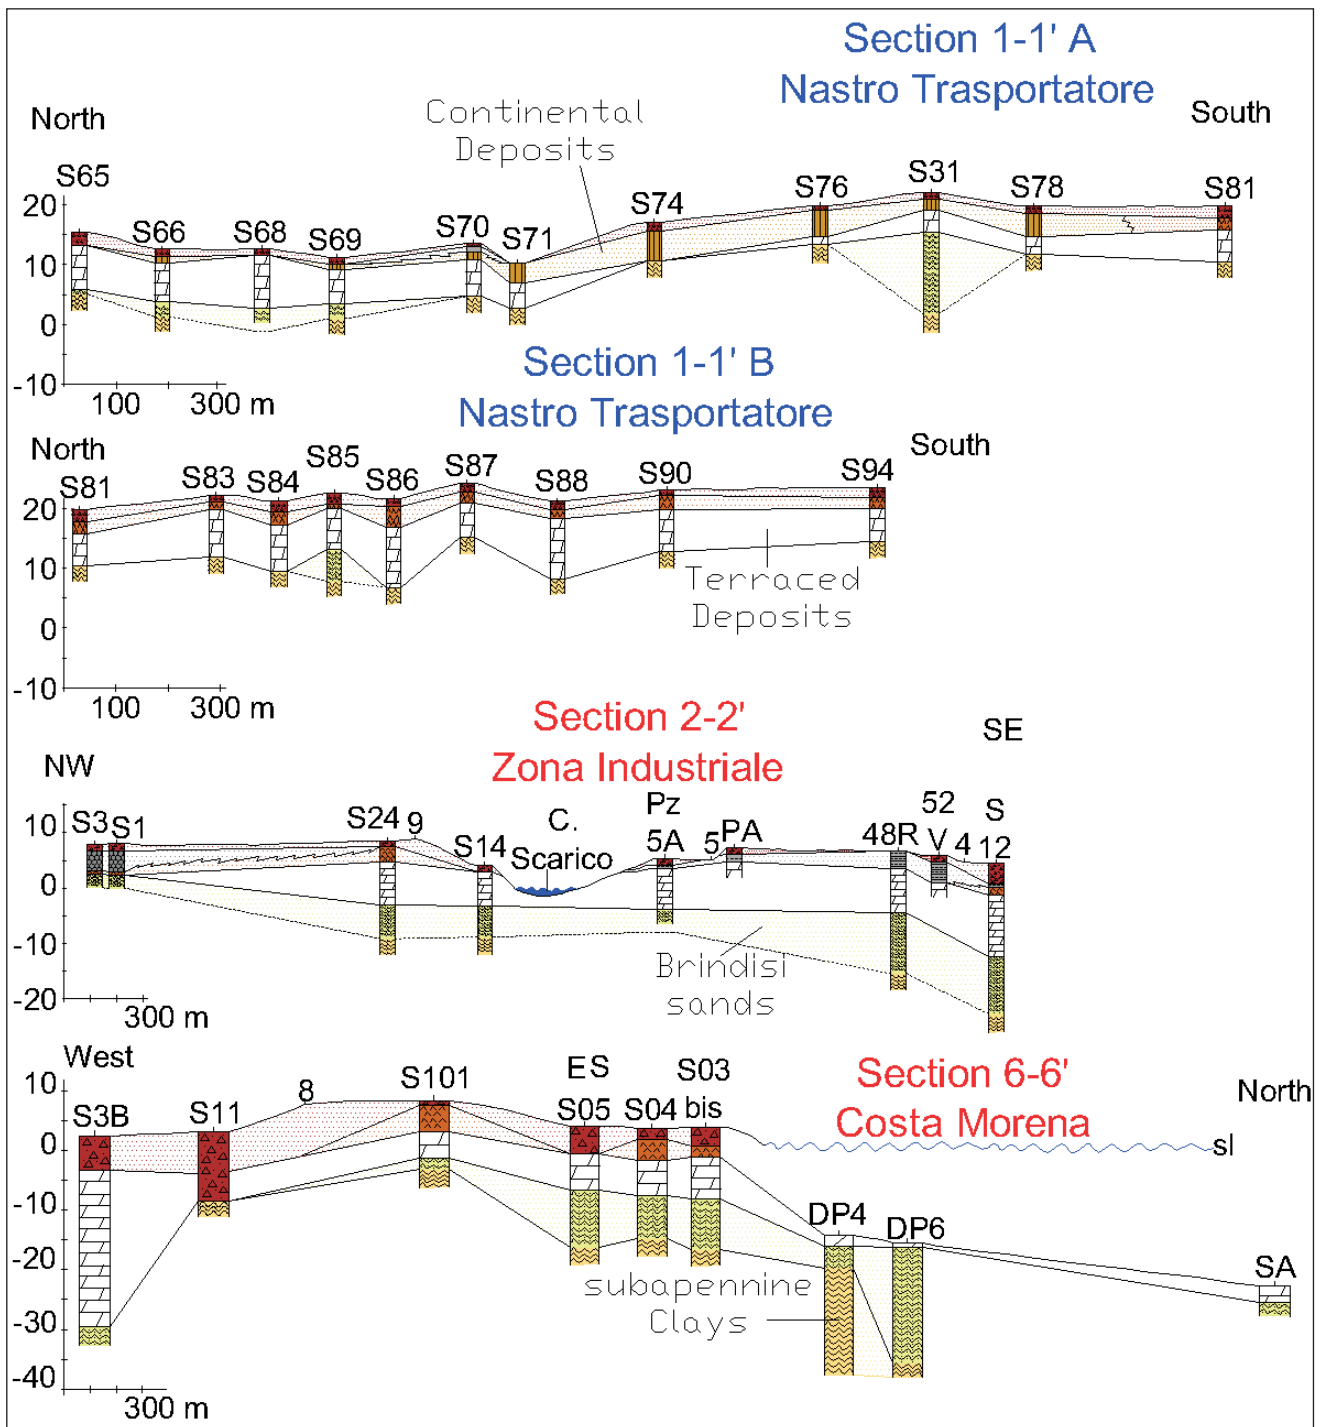 Section 1-1' A
Nastro Trasportatore
North
South
Continental
Deposits
S65
S66
S68
S69
S70
S71
S74
S76
S31
S78
S81
20
10
0
-10
100
300 m
Section 1-1' B
Nastro Trasportatore
North
South
S81
S83
S84
S85
S86
S87
S88
S90
S94
20
10
0
-10
Terraced
Deposits
100
300 m
Section 2-2'
Zona Industriale
NW
SE
S3
S1
S24
9
S14
C.
Scarico
Pz
5A
5
PA
48R
52
V
4
S
12
10
0
-10
-20
Brindisi
sands
300 m
Section 6-6'
Costa Morena
West
North
S3B
S11
8
S101
ES
S05
S04
S03
bis
sl
DP4
DP6
SA
10
0
-10
-20
-30
-40
subapennine
Clays
300 m